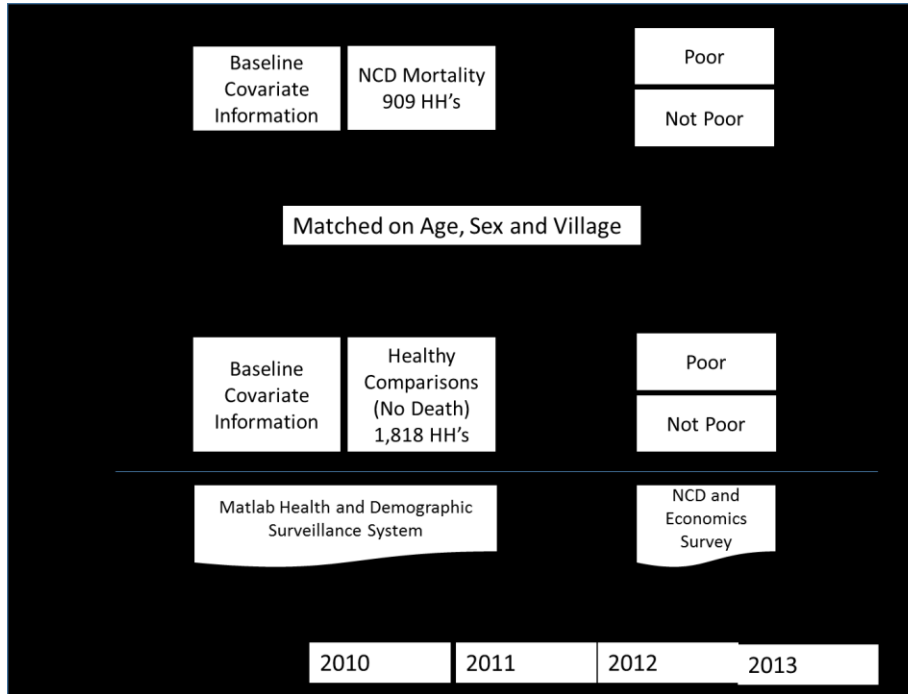 Baseline
Covariate
Information
NCD Mortality
909 HH's
Poor
Not Poor
Matched on Age, Sex and Village
Baseline
Covariate
Information
Healthy
Comparisons
(No Death)
1,818 HH's
Poor
Not Poor
Matlab Health and Demographic
Surveillance System
NCD and
Economics
Survey
2010
2011
2012
2013